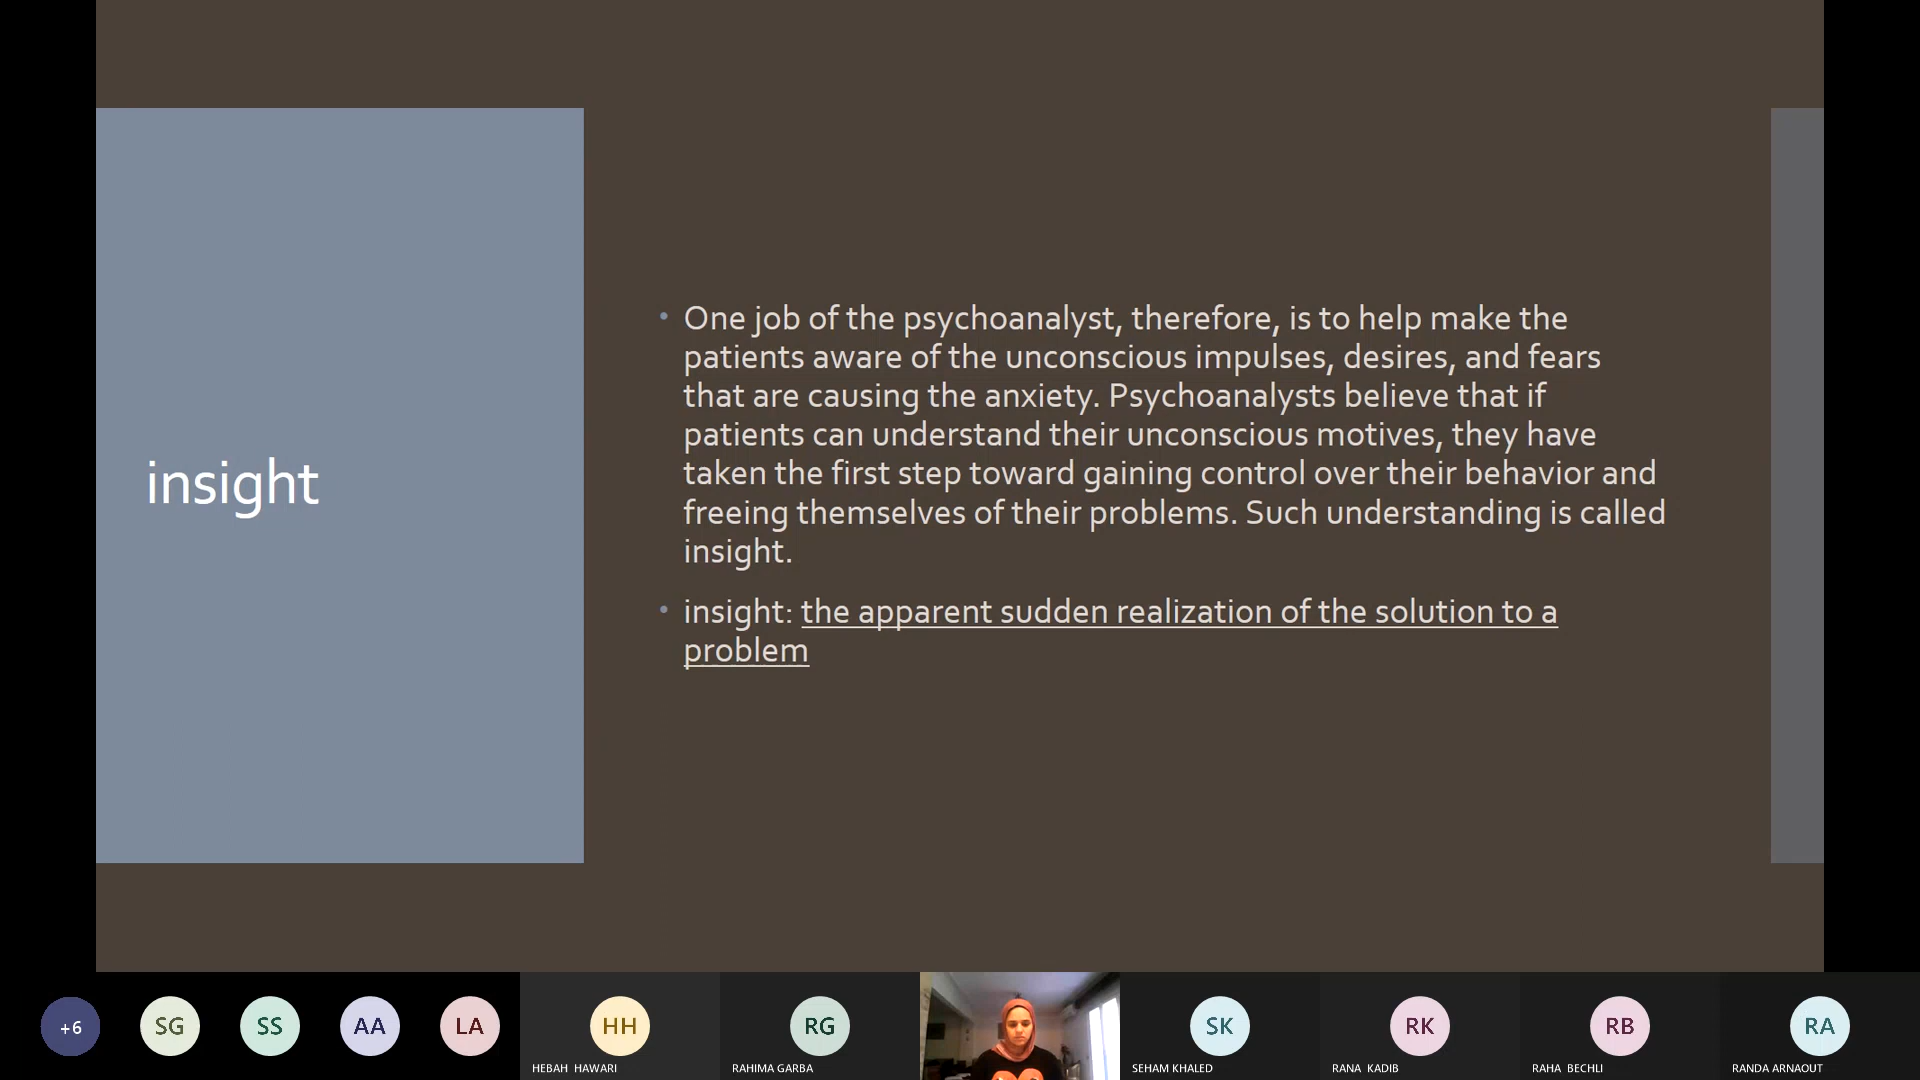 insight
• One job of the psychoanalyst, therefore, is to help make the
patients aware of the unconscious impulses, desires, and fears
that are causing the anxiety. Psychoanalysts believe that if
patients can understand their unconscious motives, they have
taken the first step toward gaining control over their behavior and
freeing themselves of their problems. Such understanding is called
insight.
• insight: the apparent sudden realization of the solution to a
problem
+6
SG
SS
AA
LA
HH
HEBAH HAWARI
RG
RAHIMA GARBA
SK
SEHAM KHALED
RK
RANA KADIB
RB
RAHA BECHLI
RA
RANDA ARNAOUT